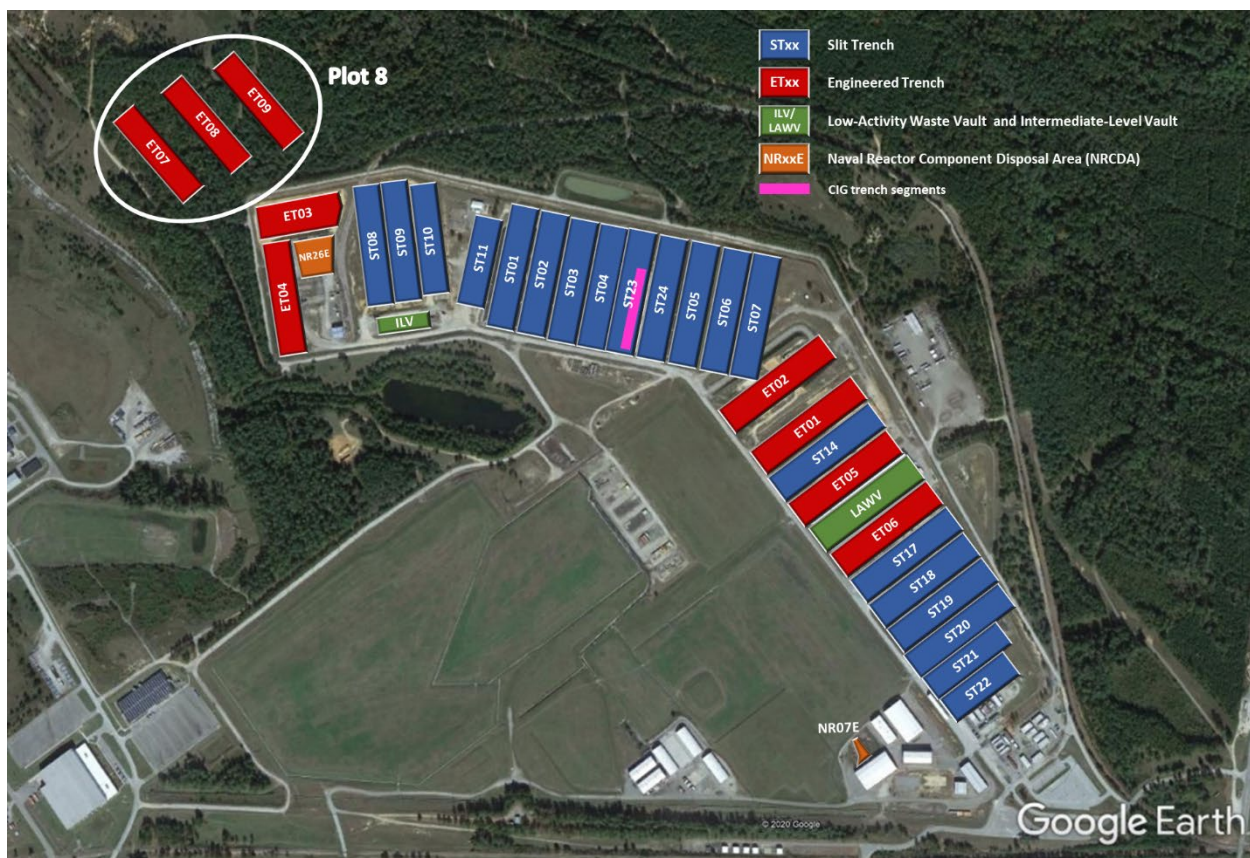 STxx Slit Trench
ETxx Engineered Trench
ILV/
LAWV
Low-Activity Waste Vault and Intermediate-Level Vault
NRxxE Naval Reactor Component Disposal Area (NRCDA)
CIG trench segments
Plot 8
ET07
ET08
ET09
ET03
NR26E
ET04
ST08
ST09
ST10
ILV
ST11
ST01
ST02
ST03
ST04
ST23
ST24
ST05
ST06
ST07
ET02
ET01
ST14
ET05
LAWV
ET06
ST17
ST18
ST19
ST20
ST21
ST22
NR07E
© 2020 Google
Google Earth